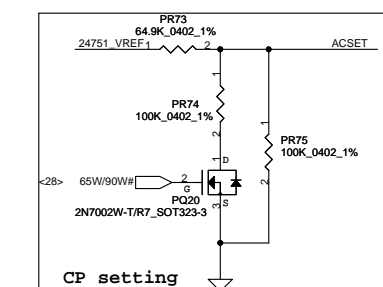 PR73
64.9K_0402_1%
24751_VREF 1 2 ACSET
1
PR74
100K_0402_1%
2
1
PR75
100K_0402_1%
2
1 D
<28> 65W/90W# 2
G
3 S
PQ20
2N7002W-T/R7_SOT323-3
CP setting